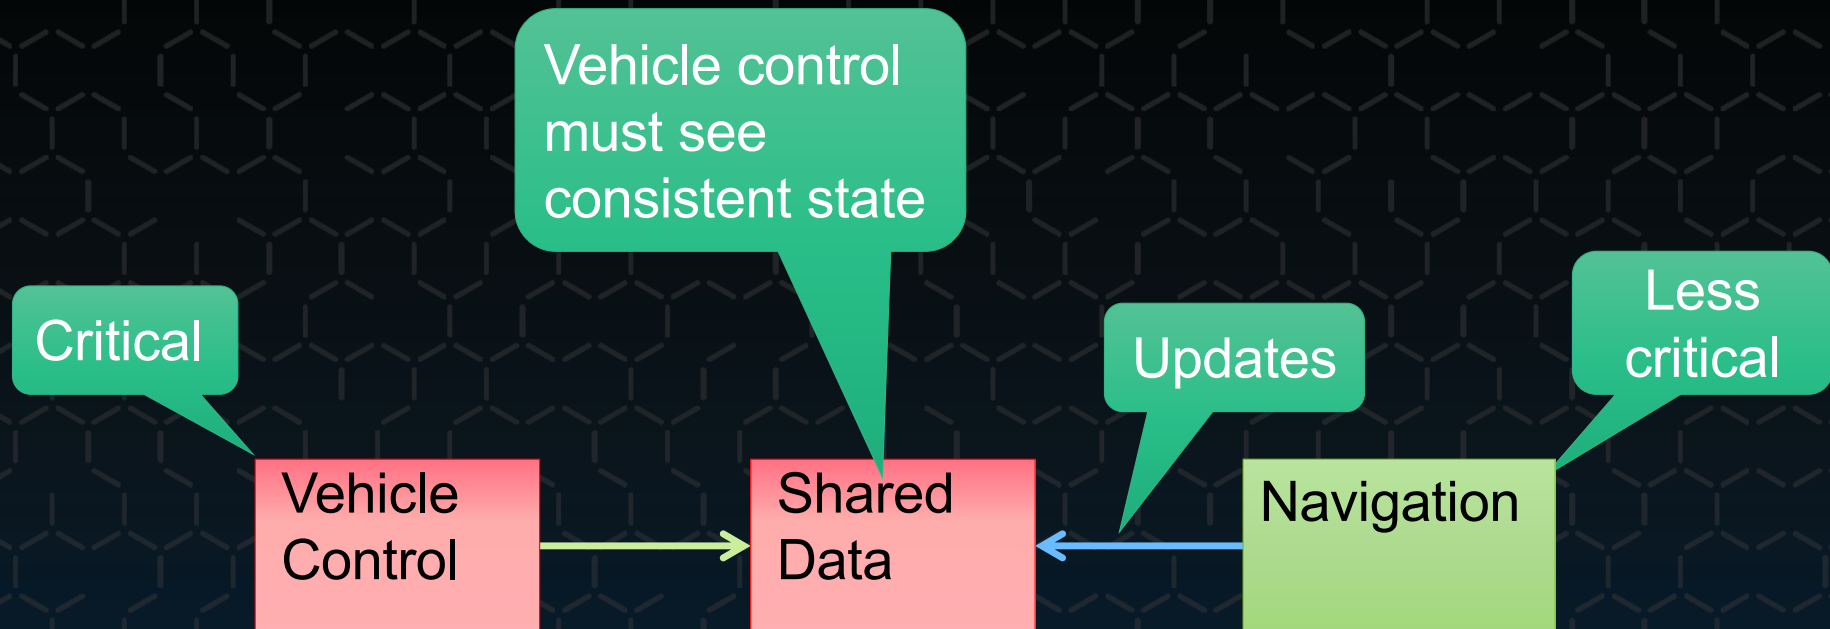 Vehicle control
must see
consistent state
Critical
Updates
Less
critical
Vehicle
Control
Shared
Data
Navigation